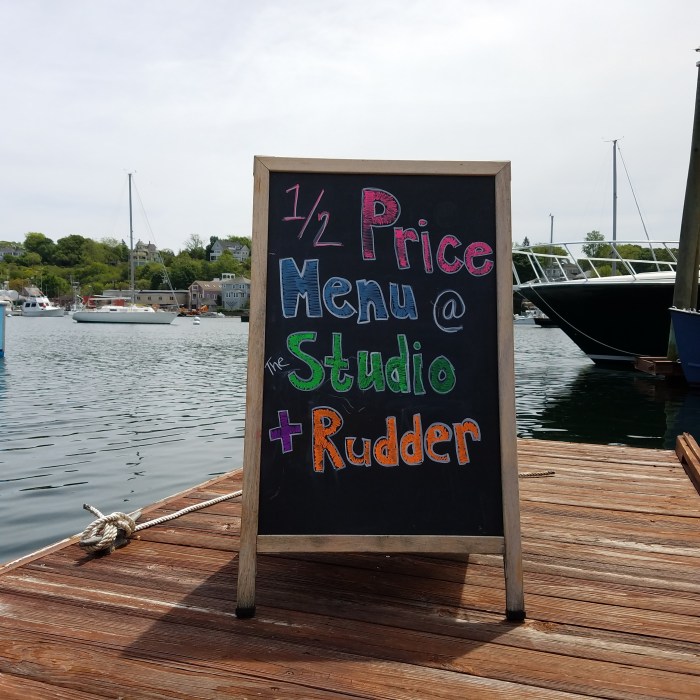 1/2 Price
Menu @
The Studio
+ Rudder